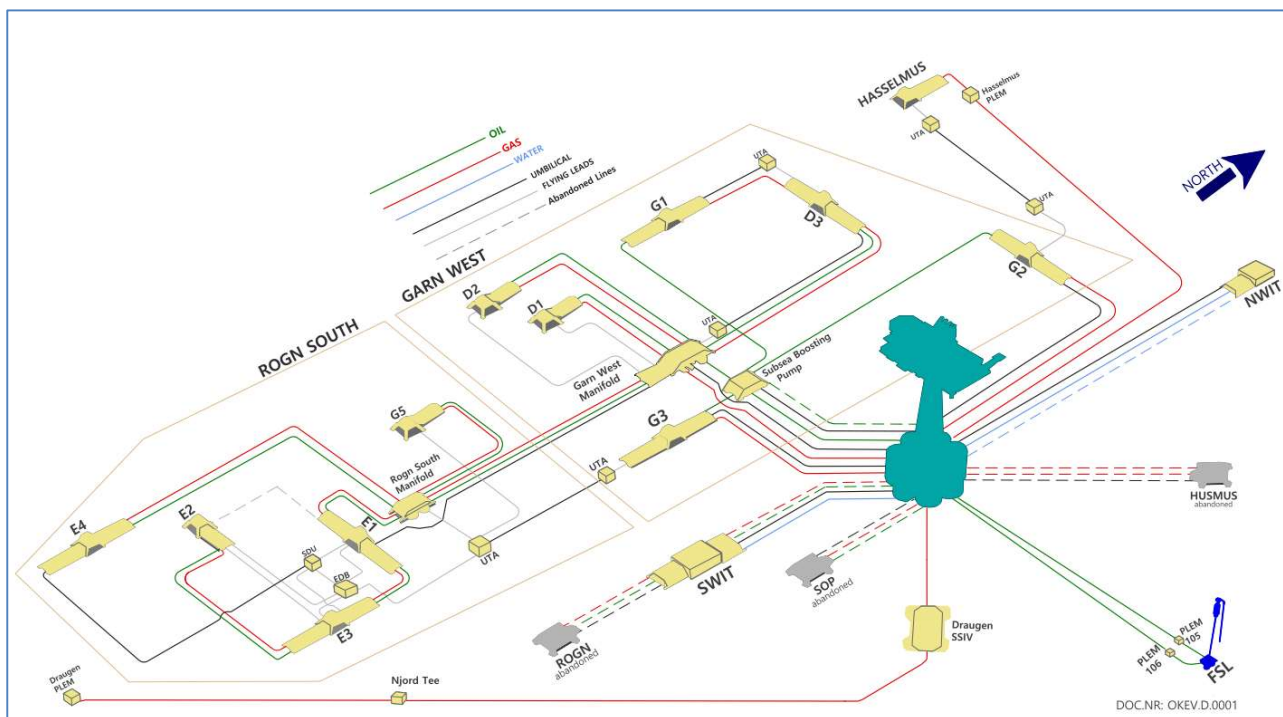 HASSELMUS
Hasselmus
PLEM
UTA
UTA
NORTH
OIL
GAS
WATER
UMBILICAL
FLYING LEADS
Abandoned Lines
UTA
G1
D3
G2
NWIT
GARN WEST
D2
D1
UTA
Garn West
Manifold
Subsea Boosting
Pump
ROGN SOUTH
G5
G3
Rogn South
Manifold
UTA
UTA
E4
E2
E1
SDU
EDB
E3
SWIT
SOP
abandoned
ROGN
abandoned
HUSMUS
abandoned
Draugen
SSIV
PLEM
105
PLEM
106
FSL
Draugen
PLEM
Njord Tee
DOC.NR: OKEV.D.0001